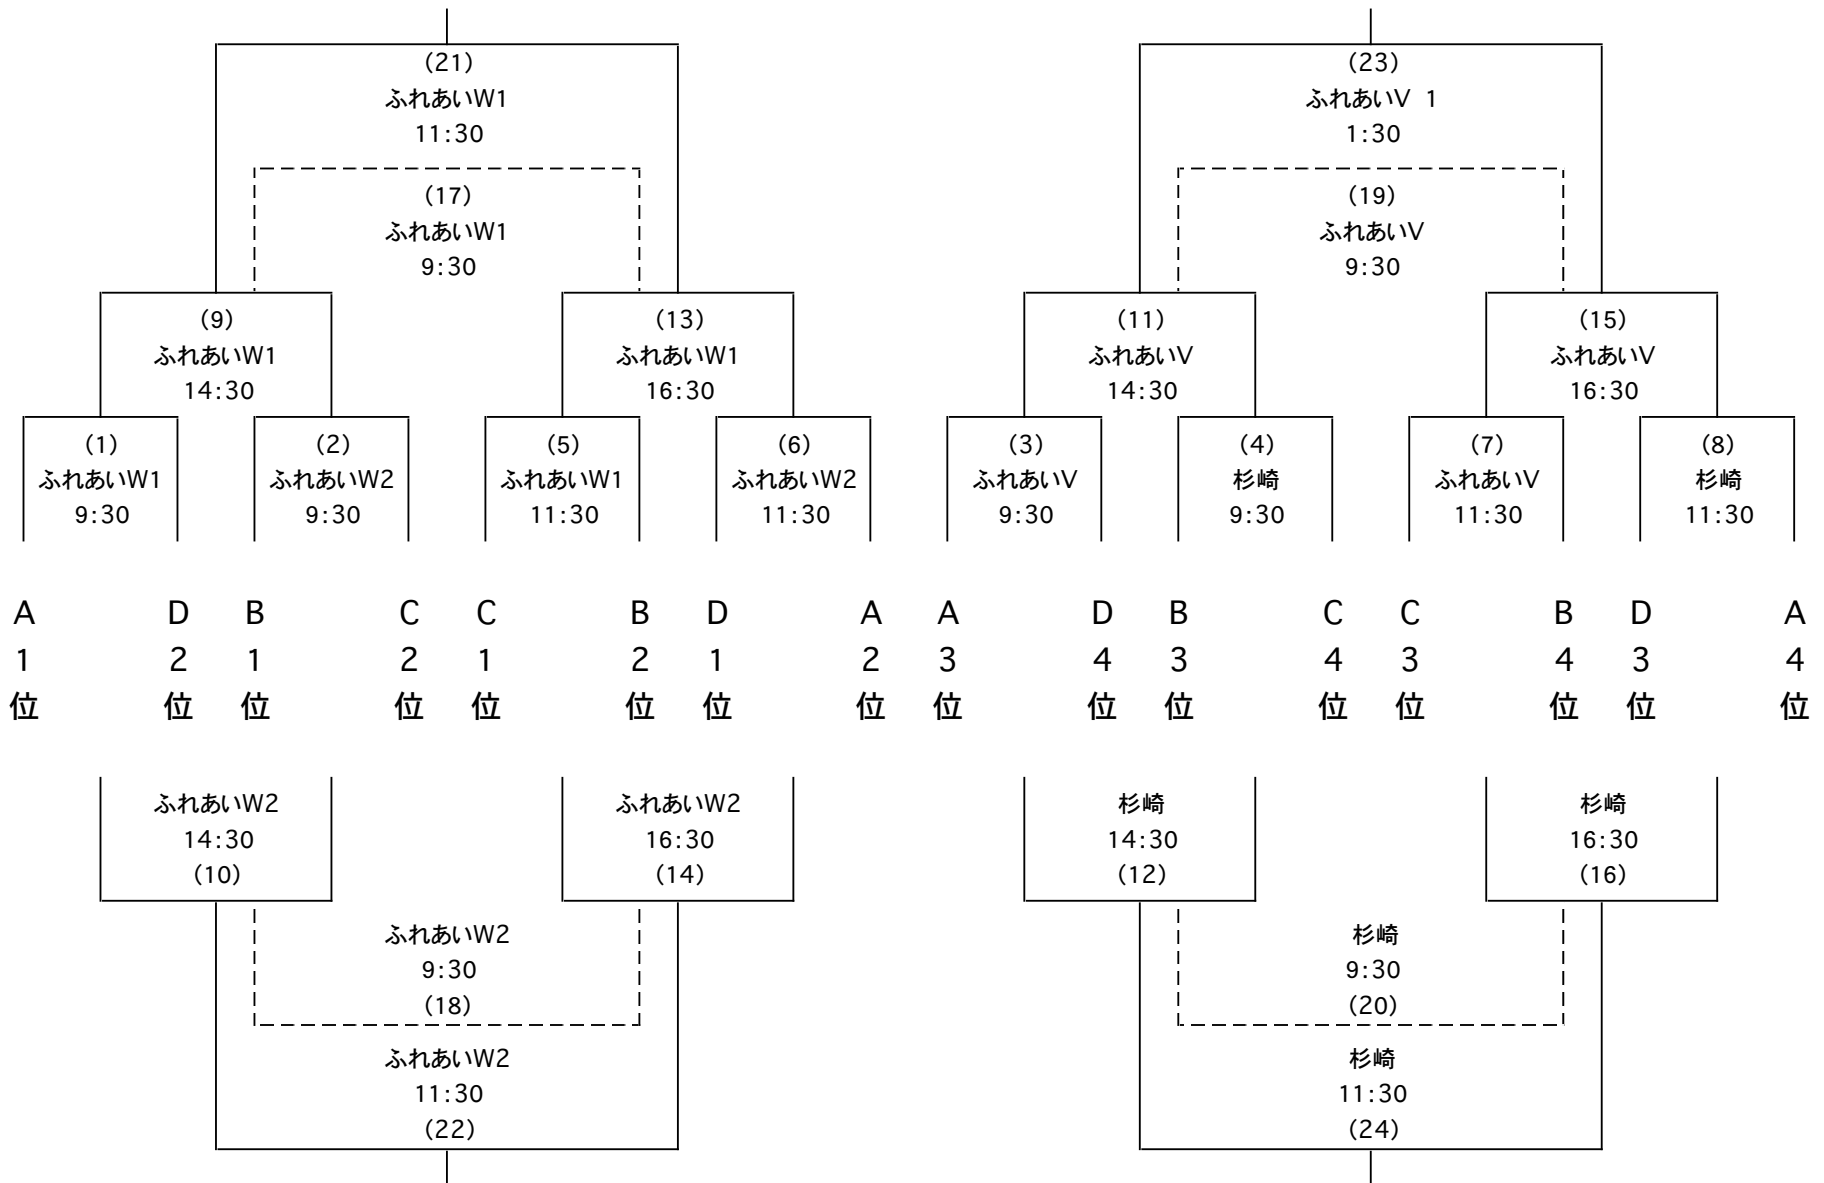 (21)
ふれあいW1
11:30
(23)
ふれあいV 1
1:30
(17)
ふれあいW1
9:30
(19)
ふれあいV
9:30
(9)
ふれあいW1
14:30
(13)
ふれあいW1
16:30
(11)
ふれあいV
14:30
(15)
ふれあいV
16:30
(1)
ふれあいW1
9:30
(2)
ふれあいW2
9:30
(5)
ふれあいW1
11:30
(6)
ふれあいW2
11:30
(3)
ふれあいV
9:30
(4)
杉崎
9:30
(7)
ふれあいV
11:30
(8)
杉崎
11:30
A D B C C B D A A D B C C B D A
1 2 1 2 1 2 1 2 3 4 3 4 3 4 3 4
位 位 位 位 位 位 位 位 位 位 位 位 位 位 位 位
ふれあいW2
14:30
(10)
ふれあいW2
16:30
(14)
杉崎
14:30
(12)
杉崎
16:30
(16)
ふれあいW2
9:30
(18)
杉崎
9:30
(20)
ふれあいW2
11:30
(22)
杉崎
11:30
(24)